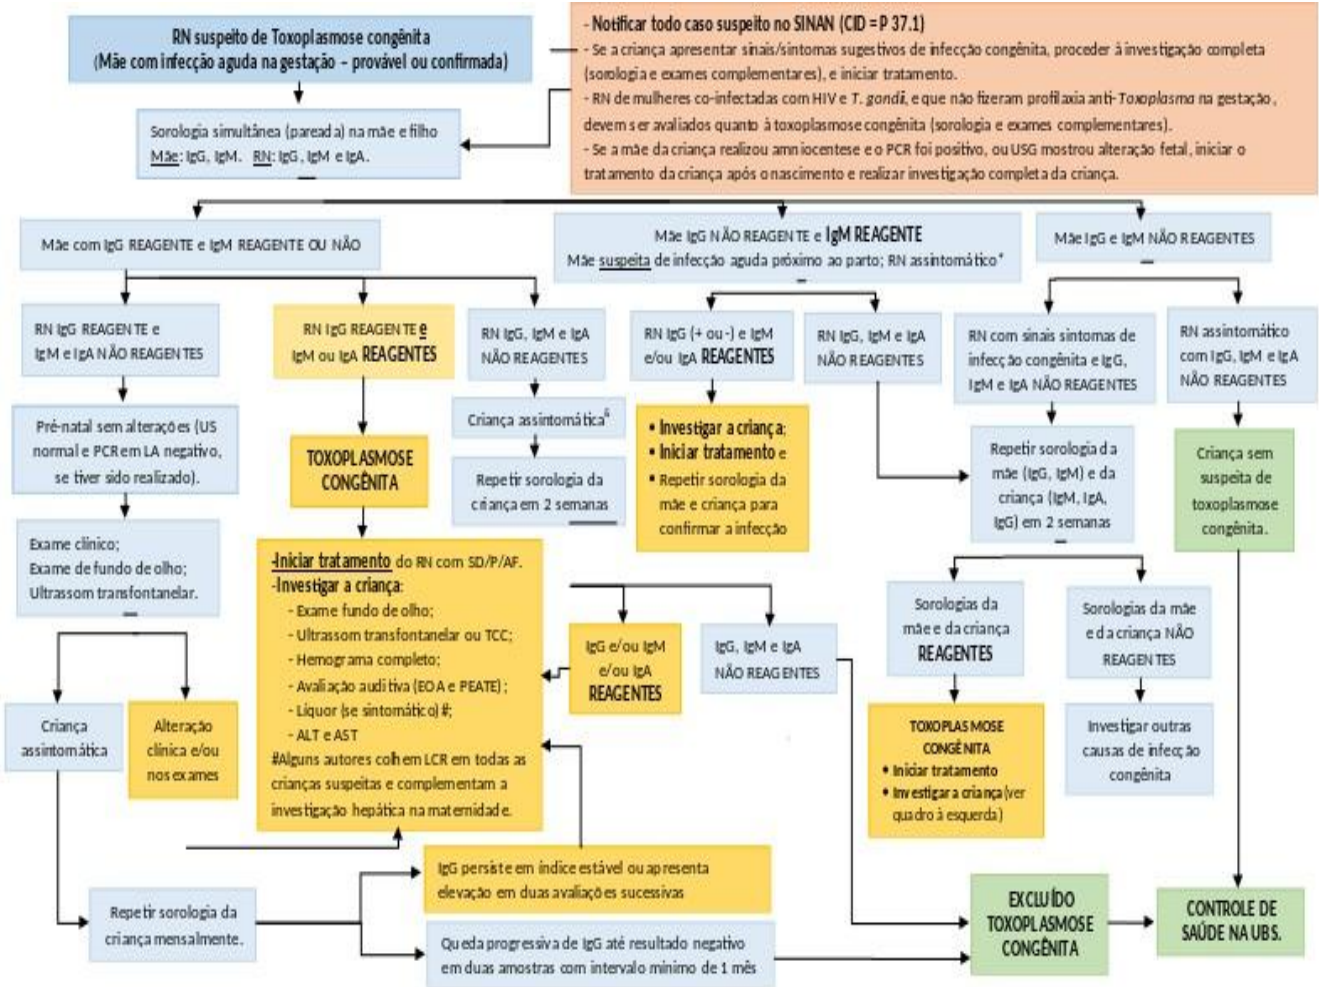 RN suspeito de Toxoplasmose congênita
(Mãe com infecção aguda na gestação – provável ou confirmada)
- Notificar todo caso suspeito no SINAN (CID = P 37.1)
- Se a criança apresentar sinais/sintomas sugestivos de infecção congênita, proceder à investigação completa
(sorologia e exames complementares), e iniciar tratamento.
- RN de mulheres co-infectadas com HIV e T. gondii, e que não fizeram profilaxia anti-Toxoplasma na gestação,
devem ser avaliados quanto à toxoplasmose congênita (sorologia e exames complementares).
- Se a mãe da criança realizou amniocentese e o PCR foi positivo, ou USG mostrou alteração fetal, iniciar o
tratamento da criança após o nascimento e realizar investigação completa da criança.
Sorologia simultânea (pareada) na mãe e filho
Mãe: IgG, IgM. RN: IgG, IgM e IgA.
Mãe com IgG REAGENTE e IgM REAGENTE OU NÃO
Mãe IgG NÃO REAGENTE e IgM REAGENTE
Mãe suspeita de infecção aguda próximo ao parto; RN assintomático*
Mãe IgG e IgM NÃO REAGENTES
RN IgG REAGENTE e
IgM e IgA NÃO REAGENTES
RN IgG REAGENTE e
IgM ou IgA REAGENTES
RN IgG, IgM e IgA
NÃO REAGENTES
RN IgG (+ ou -) e IgM
e/ou IgA REAGENTES
RN IgG, IgM e IgA
NÃO REAGENTES
RN com sinais sintomas de
infecção congênita e IgG,
IgM e IgA NÃO REAGENTES
RN assintomático
com IgG, IgM e IgA
NÃO REAGENTES
Pré-natal sem alterações (US
normal e PCR em LA negativo,
se tiver sido realizado).
TOXOPLASMOSE
CONGÊNITA
Criança assintomática&
Repetir sorologia da
criança em 2 semanas
• Investigar a criança;
• Iniciar tratamento e
• Repetir sorologia da
mãe e criança para
confirmar a infecção
Repetir sorologia da
mãe (IgG, IgM) e da
criança (IgM, IgA,
IgG) em 2 semanas
Criança sem
suspeita de
toxoplasmose
congênita.
Exame clínico;
Exame de fundo de olho;
Ultrassom transfontanelar.
-Iniciar tratamento do RN com SD/P/AF.
-Investigar a criança:
- Exame fundo de olho;
- Ultrassom transfontanelar ou TCC;
- Hemograma completo;
- Avaliação auditiva (EOA e PEATE);
- Líquor (se sintomático) #;
- ALT e AST
#Alguns autores colhem LCR em todas as
crianças suspeitas e complementam a
investigação hepática na maternidade.
IgG e/ou IgM
e/ou IgA
REAGENTES
IgG, IgM e IgA
NÃO REAGENTES
Sorologias da
mãe e da criança
REAGENTES
Sorologias da mãe
e da criança NÃO
REAGENTES
Criança
assintomática
Alteração
clínica e/ou
nos exames
TOXOPLASMOSE
CONGÊNITA
• Iniciar tratamento
• Investigar a criança (ver
quadro à esquerda)
Investigar outras
causas de infecção
congênita
IgG persiste em índice estável ou apresenta
elevação em duas avaliações sucessivas
Repetir sorologia da
criança mensalmente.
Queda progressiva de IgG até resultado negativo
em duas amostras com intervalo mínimo de 1 mês
EXCLUÍDO
TOXOPLASMOSE
CONGÊNITA
CONTROLE DE
SAÚDE NA UBS.